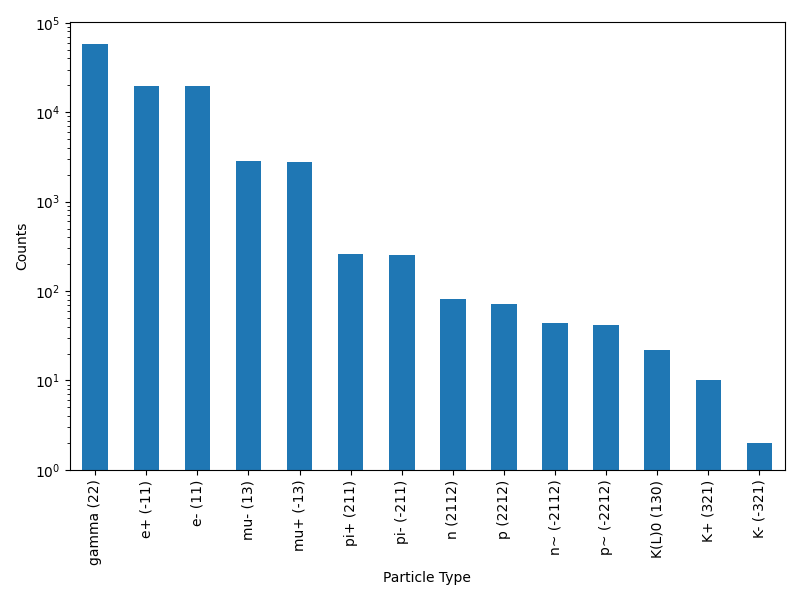 10^5
10^4
10^3
10^2
10^1
10^0
Counts
gamma (22)
e+ (-11)
e- (11)
mu- (13)
mu+ (-13)
pi+ (211)
pi- (-211)
n (2112)
p (2212)
n~ (-2112)
p~ (-2212)
K(L)0 (130)
K+ (321)
K- (-321)
Particle Type